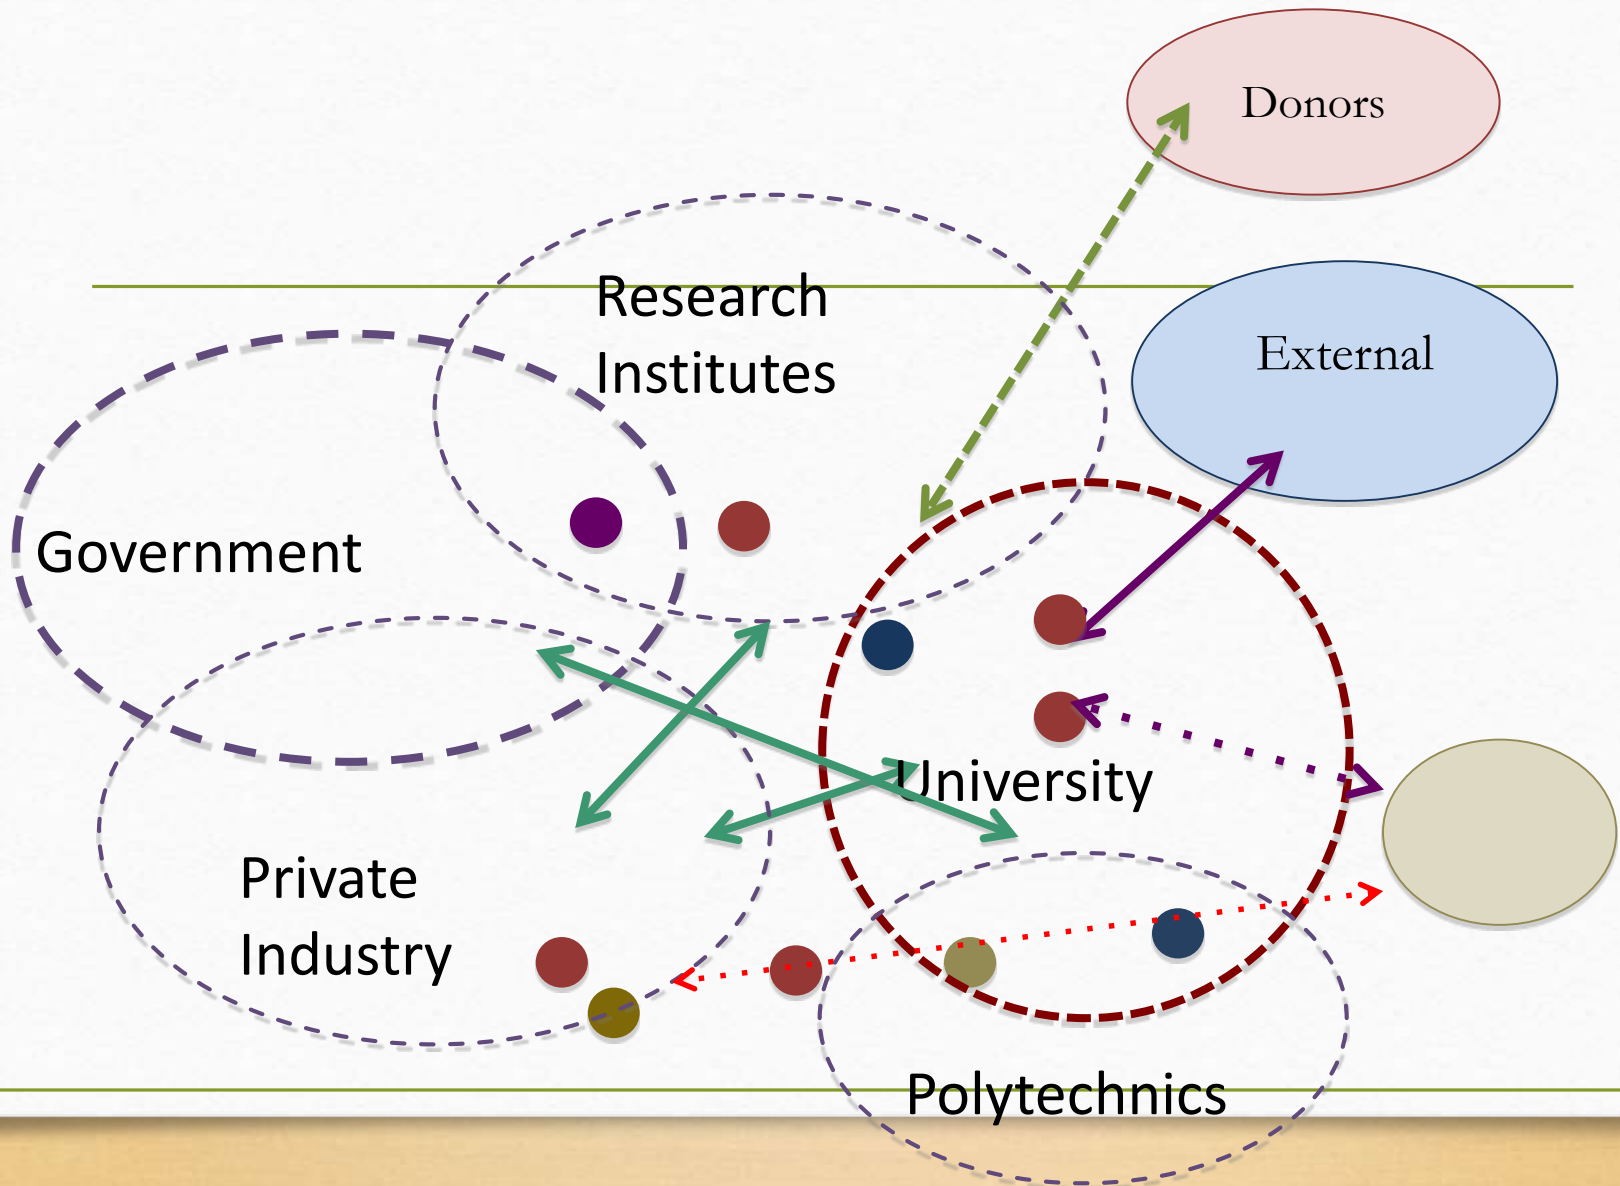 Donors
Research
Institutes
External
Government
University
Private
Industry
Polytechnics